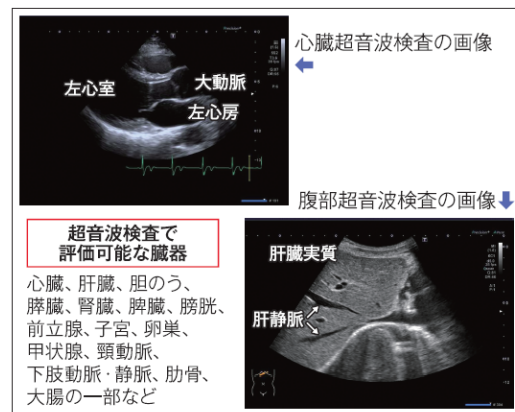 心臓超音波検査の画像
左心室
大動脈
左心房
腹部超音波検査の画像
超音波検査で
評価可能な臓器
心臓、肝臓、胆のう、
膵臓、腎臓、脾臓、膀胱、
前立腺、子宮、卵巣、
甲状腺、頸動脈、
下肢動脈・静脈、肋骨、
大腸の一部など
肝臓実質
肝静脈